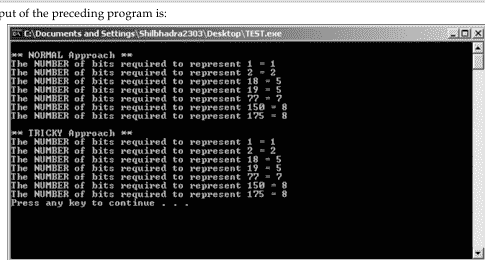 put of the preceding program is:
C:\Documents and Settings\Shilbhadra2303\Desktop\TEST.exe
** NORMAL Approach **
The NUMBER of bits required to represent 1 = 1
The NUMBER of bits required to represent 2 = 2
The NUMBER of bits required to represent 18 = 5
The NUMBER of bits required to represent 19 = 5
The NUMBER of bits required to represent 77 = 7
The NUMBER of bits required to represent 150 = 8
The NUMBER of bits required to represent 175 = 8
** TRICKY Approach **
The NUMBER of bits required to represent 1 = 1
The NUMBER of bits required to represent 2 = 2
The NUMBER of bits required to represent 18 = 5
The NUMBER of bits required to represent 19 = 5
The NUMBER of bits required to represent 77 = 7
The NUMBER of bits required to represent 150 = 8
The NUMBER of bits required to represent 175 = 8
Press any key to continue . . .